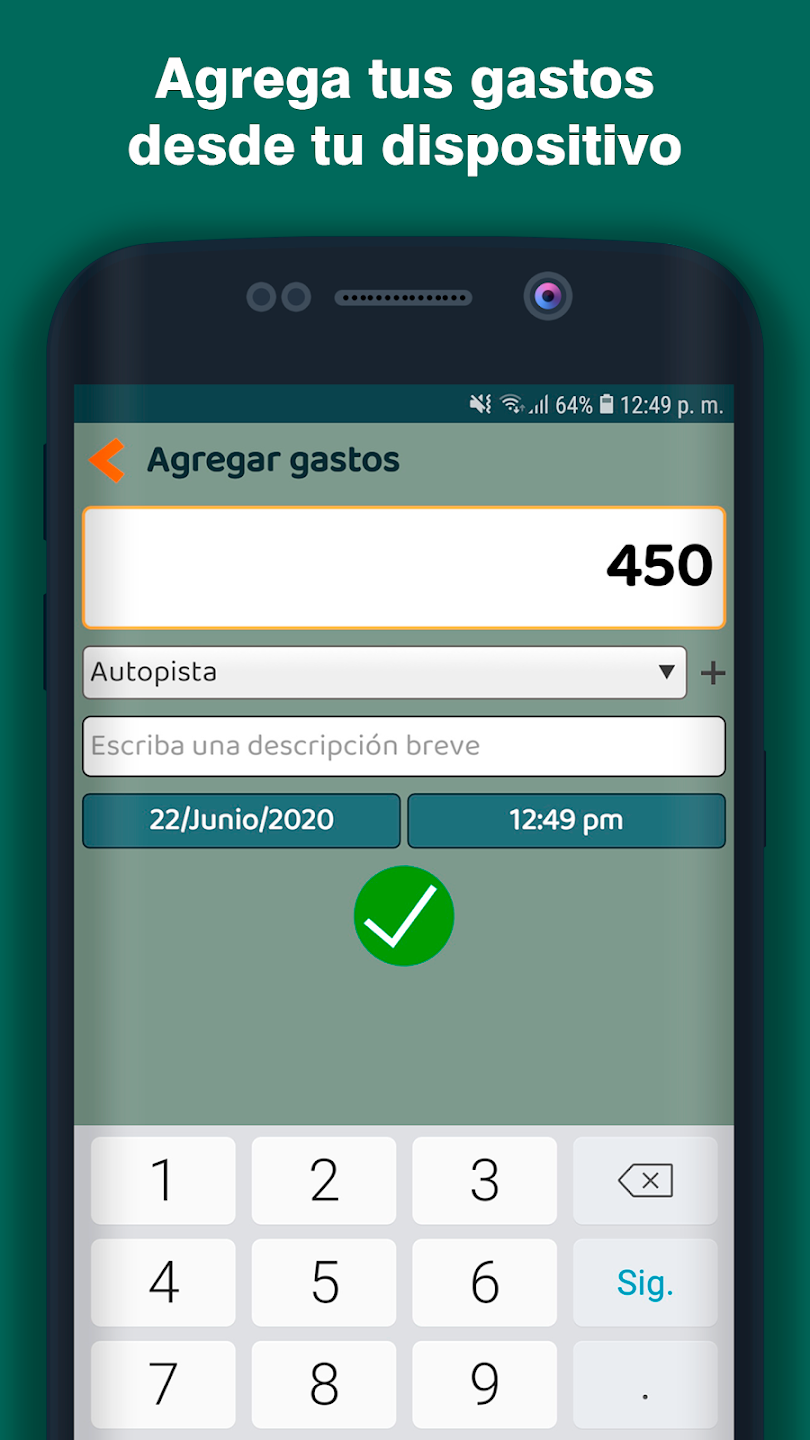 Agrega tus gastos
desde tu dispositivo
64% 12:49 p. m.
Agregar gastos
450
Autopista
Escriba una descripción breve
22/Junio/2020 12:49 pm
1 2 3
4 5 6 Sig.
7 8 9 .